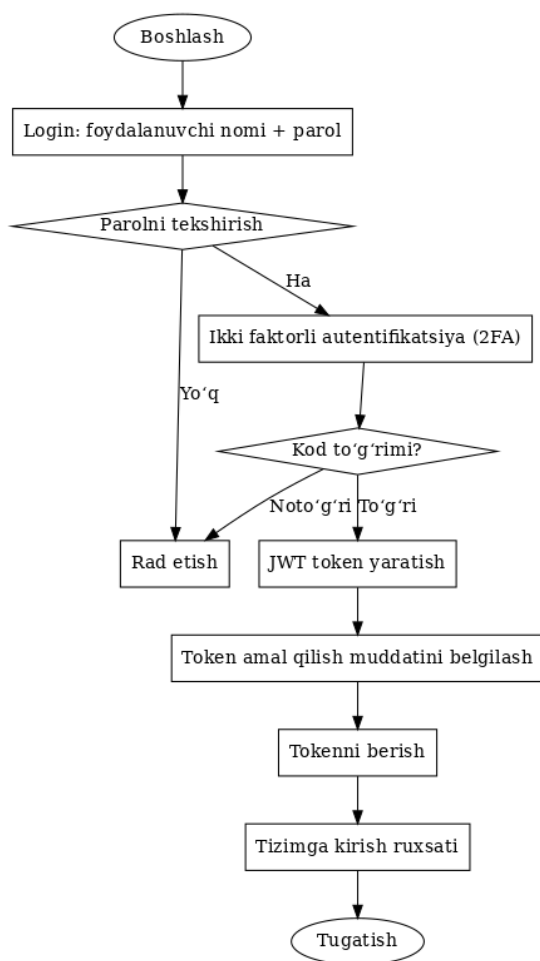 Boshlash
Login: foydalanuvchi nomi + parol
Parolni tekshirish
Ha
Ikki faktorli autentifikatsiya (2FA)
Yo‘q
Kod to‘g‘rimi?
Noto‘g‘ri
To‘g‘ri
Rad etish
JWT token yaratish
Token amal qilish muddatini belgilash
Tokenni berish
Tizimga kirish ruxsati
Tugatish